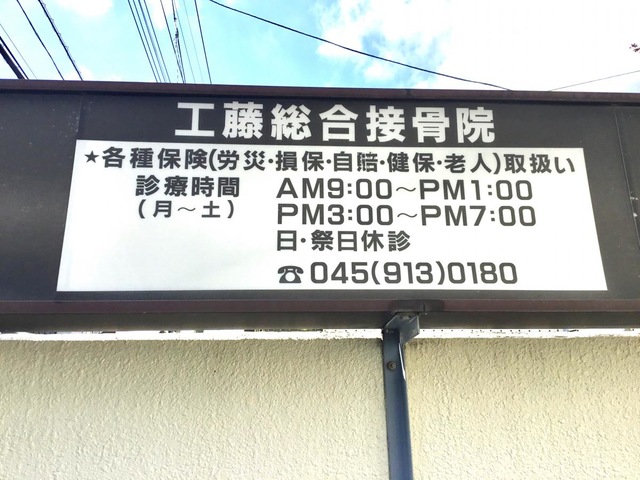 工藤総合接骨院
★各種保険(労災・損保・自賠・健保・老人)取扱い
診療時間 AM9:00～PM1:00
(月～土) PM3:00～PM7:00
日・祭日休診
☎045(913)0180